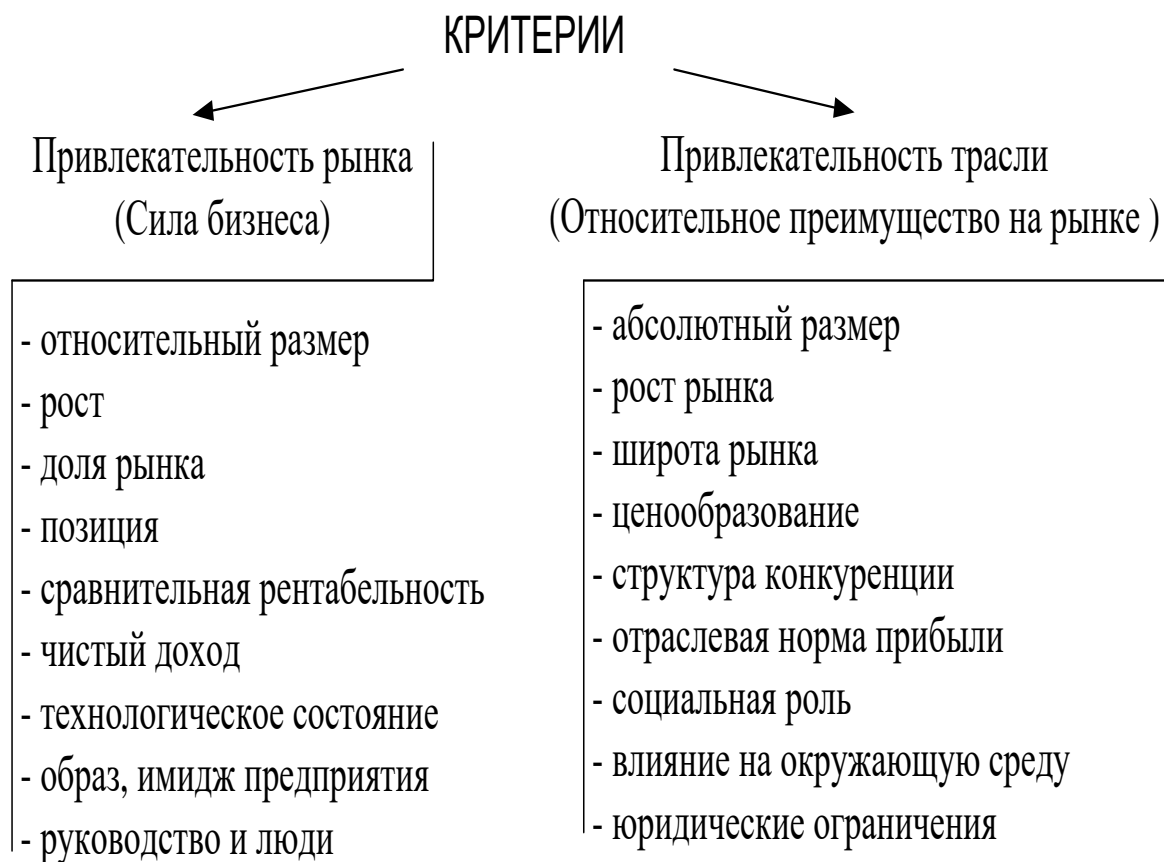 КРИТЕРИИ
Привлекательность рынка
(Сила бизнеса)
- относительный размер
- рост
- доля рынка
- позиция
- сравнительная рентабельность
- чистый доход
- технологическое состояние
- образ, имидж предприятия
- руководство и люди
Привлекательность трасли
(Относительное преимущество на рынке )
- абсолютный размер
- рост рынка
- широта рынка
- ценообразование
- структура конкуренции
- отраслевая норма прибыли
- социальная роль
- влияние на окружающую среду
- юридические ограничения